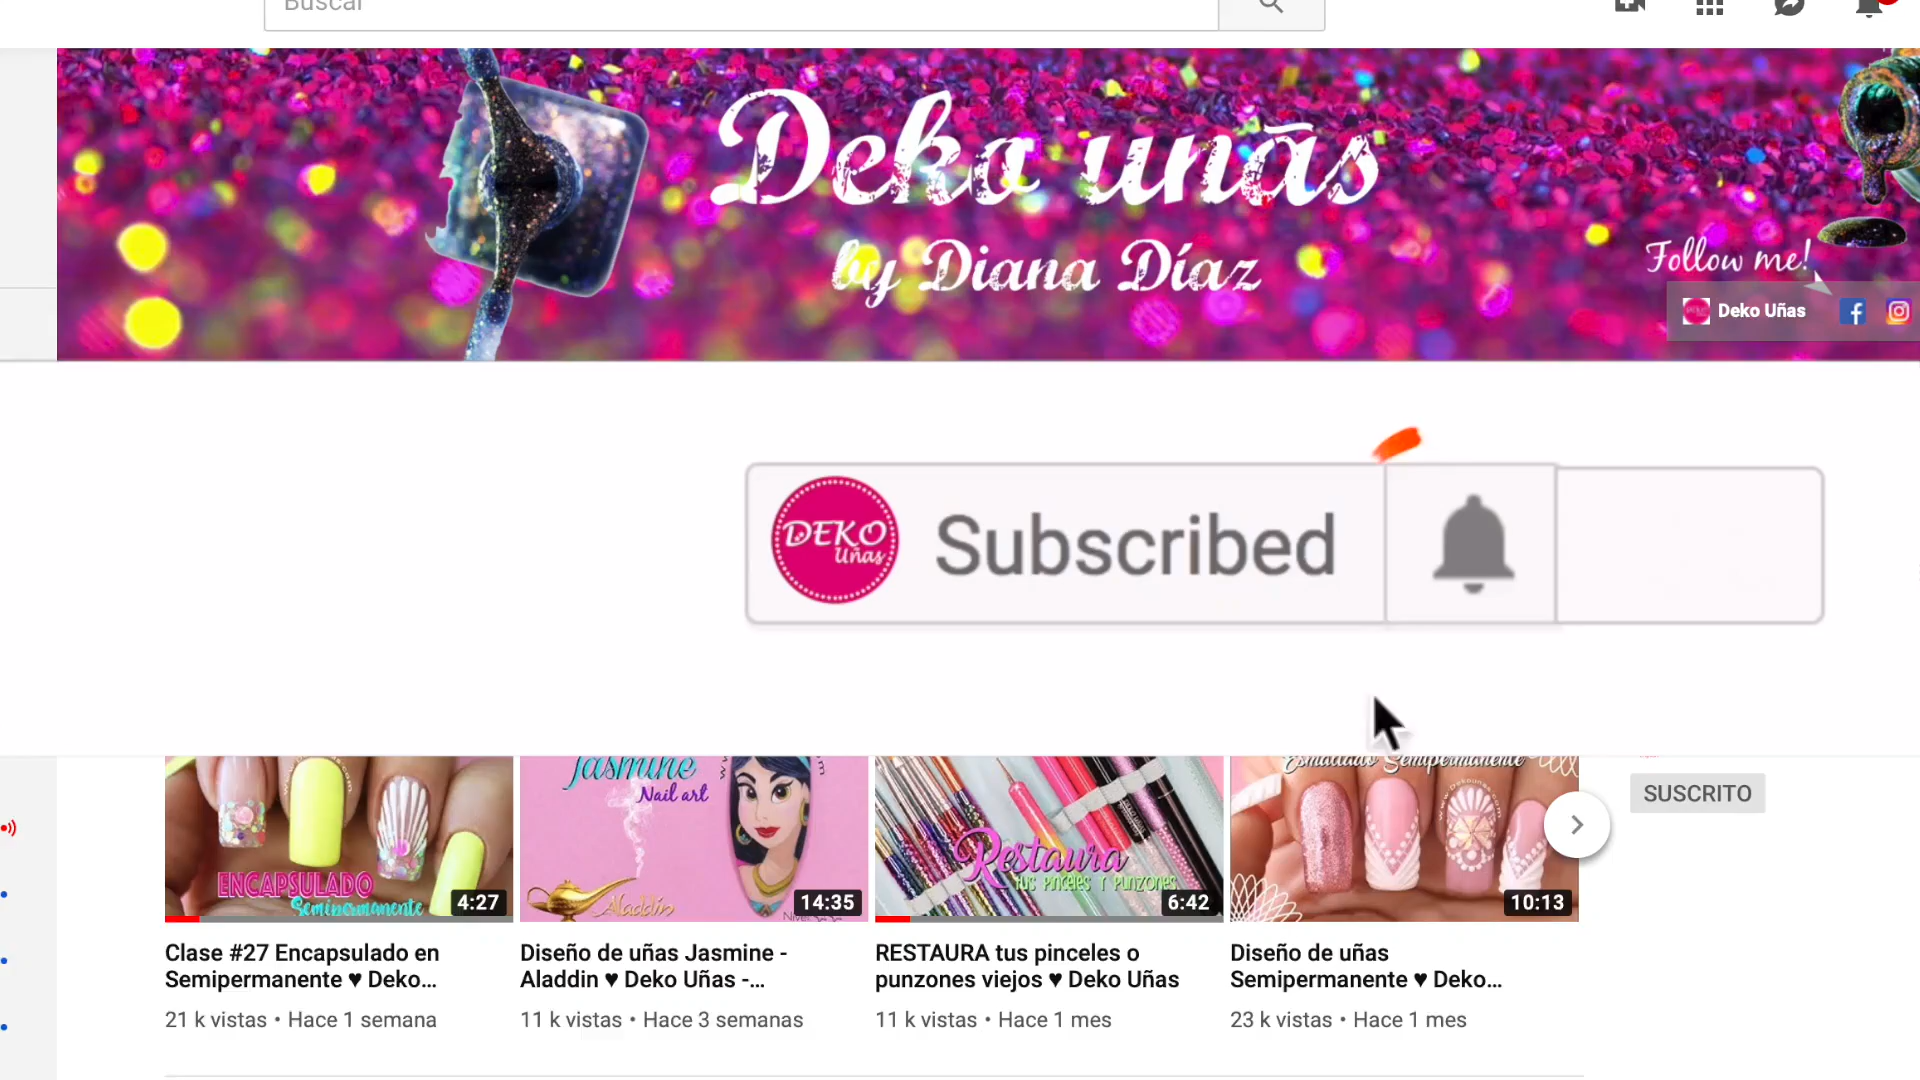 Buscar
Deko uñas
by Diana Díaz
Follow me!
Deko Uñas
DEKO
Uñas
Subscribed
ENCAPSULADO
Semipermanente
4:27
Jasmine
Nail art
Aladdin
14:35
Restaura
tus pinceles y punzones
6:42
Esmaltado Semipermanente
10:13
SUSCRITO
Clase #27 Encapsulado en
Semipermanente ♥ Deko...
21 k vistas • Hace 1 semana
Diseño de uñas Jasmine -
Aladdin ♥ Deko Uñas -...
11 k vistas • Hace 3 semanas
RESTAURA tus pinceles o
punzones viejos ♥ Deko Uñas
11 k vistas • Hace 1 mes
Diseño de uñas
Semipermanente ♥ Deko...
23 k vistas • Hace 1 mes